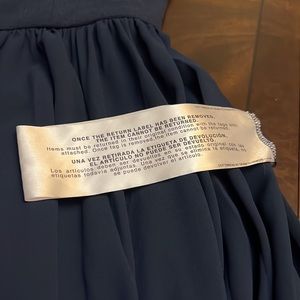 ONCE THE RETURN LABEL HAS BEEN REMOVED,
THE ITEM CANNOT BE RETURNED.
Items must be returned in their original condition with the tags still
attached. Once tag is removed, the item cannot be returned.
UNA VEZ RETIRADA LA ETIQUETA DE DEVOLUCIÓN,
EL ARTÍCULO NO PUEDE SER DEVUELTO.
Los artículos deben ser devueltos en su estado original con las
etiquetas todavía adjuntas. Una vez que se elimina la etiqueta, no
se puede devolver el artículo.